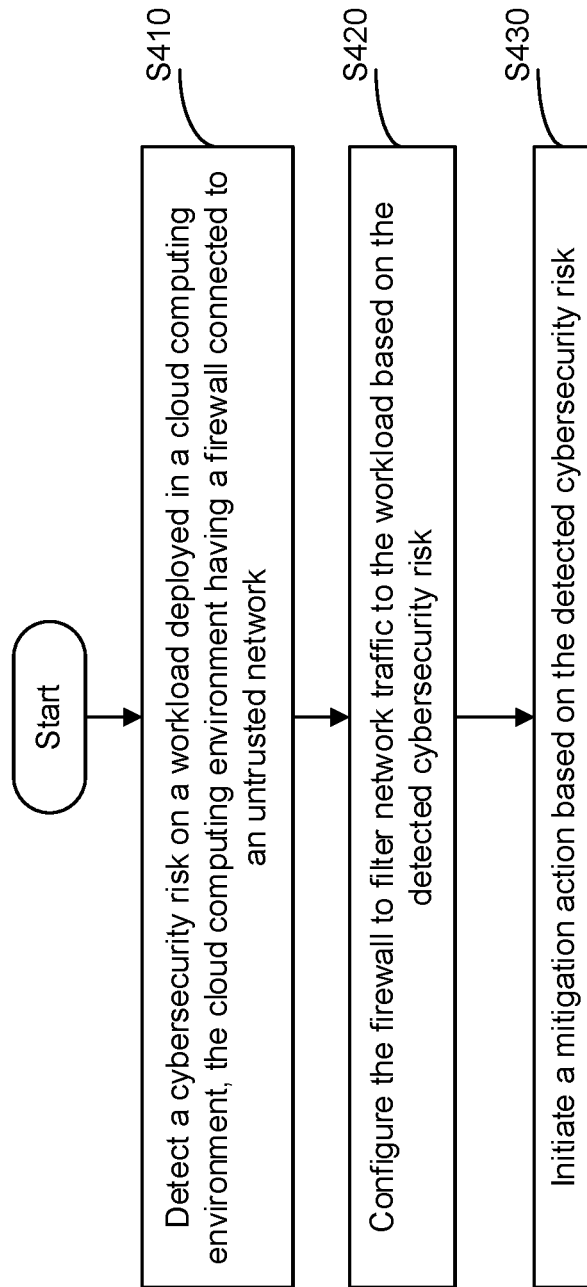 Start
Detect a cybersecurity risk on a workload deployed in a cloud computing
environment, the cloud computing environment having a firewall connected to
an untrusted network
S410
Configure the firewall to filter network traffic to the workload based on the
detected cybersecurity risk
S420
Initiate a mitigation action based on the detected cybersecurity risk
S430